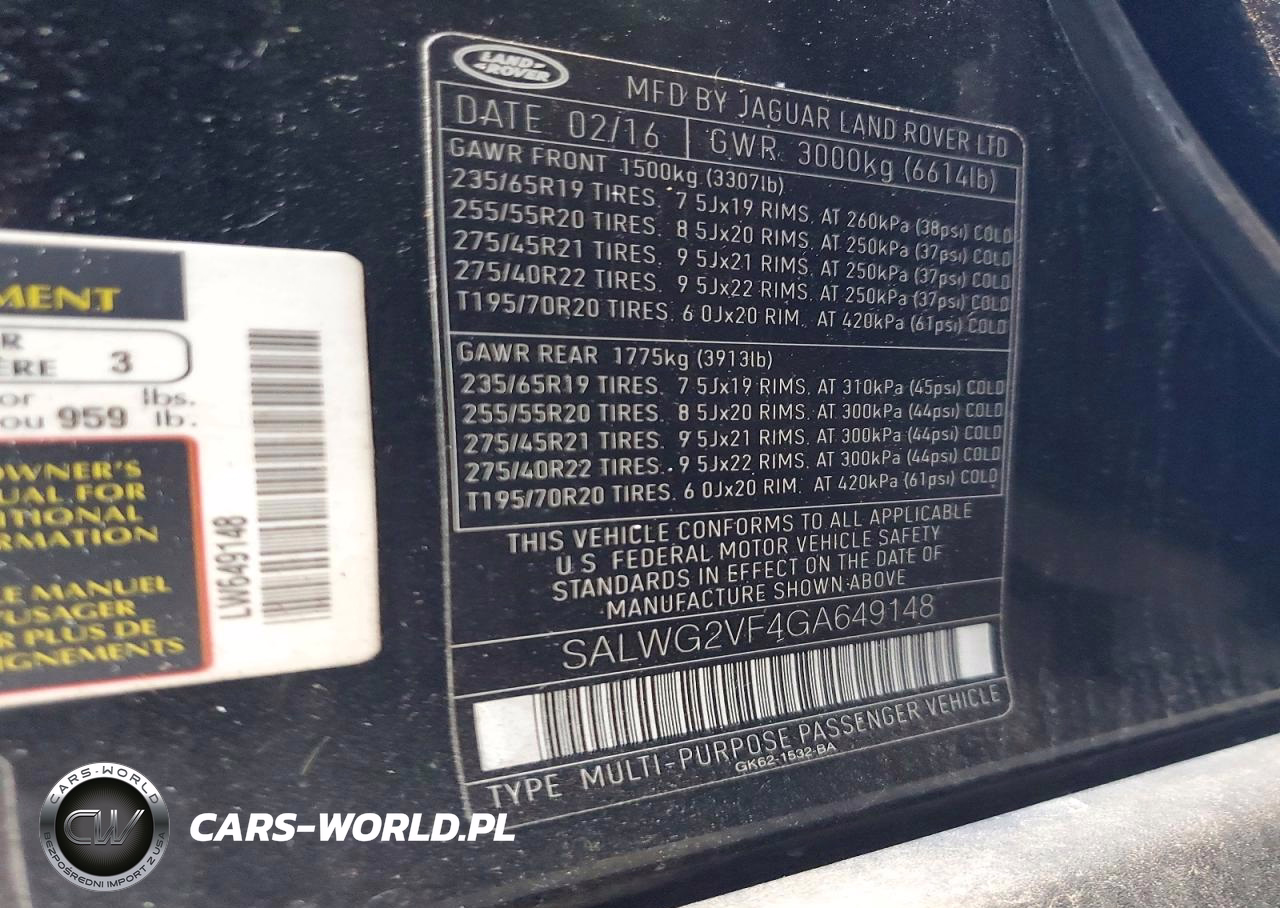 MENT
R
ÈRE 3
or lbs.
ou 959 lb.
OWNER'S
UAL FOR
ITIONAL
RMATION
LE MANUEL
'USAGER
R PLUS DE
IGNEMENTS
LW649148
LAND
ROVER
MFD BY JAGUAR LAND ROVER LTD
DATE 02/16 GWR 3000kg (6614lb)
GAWR FRONT 1500kg (3307lb)
235/65R19 TIRES. 7 5Jx19 RIMS. AT 260kPa (38psi) COLD
255/55R20 TIRES. 8 5Jx20 RIMS. AT 250kPa (37psi) COLD
275/45R21 TIRES. 9 5Jx21 RIMS. AT 250kPa (37psi) COLD
275/40R22 TIRES. 9 5Jx22 RIMS. AT 250kPa (37psi) COLD
T195/70R20 TIRES. 6 0Jx20 RIM. AT 420kPa (61psi) COLD
GAWR REAR 1775kg (3913lb)
235/65R19 TIRES. 7 5Jx19 RIMS. AT 310kPa (45psi) COLD
255/55R20 TIRES. 8 5Jx20 RIMS. AT 300kPa (44psi) COLD
275/45R21 TIRES. 9 5Jx21 RIMS. AT 300kPa (44psi) COLD
275/40R22 TIRES. 9 5Jx22 RIMS. AT 300kPa (44psi) COLD
T195/70R20 TIRES. 6 0Jx20 RIM. AT 420kPa (61psi) COLD
THIS VEHICLE CONFORMS TO ALL APPLICABLE
U.S FEDERAL MOTOR VEHICLE SAFETY
STANDARDS IN EFFECT ON THE DATE OF
MANUFACTURE SHOWN ABOVE
SALWG2VF4GA649148
TYPE MULTI-PURPOSE PASSENGER VEHICLE
GK62-1532-BA
CARS-WORLD
CW
BEZPOŚREDNI IMPORT Z USA
CARS-WORLD.PL